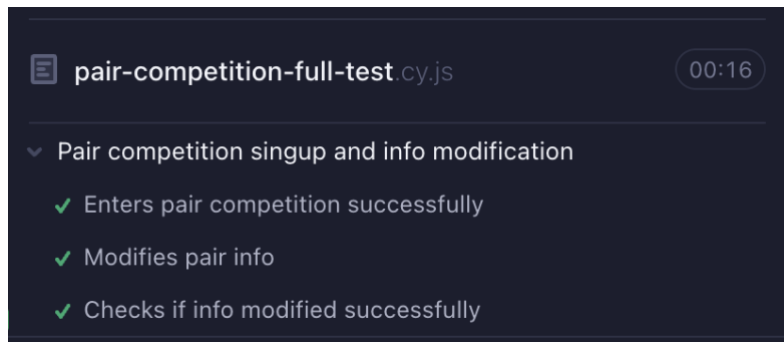 pair-competition-full-test.cy.js 00:16
Pair competition singup and info modification
Enters pair competition successfully
Modifies pair info
Checks if info modified successfully